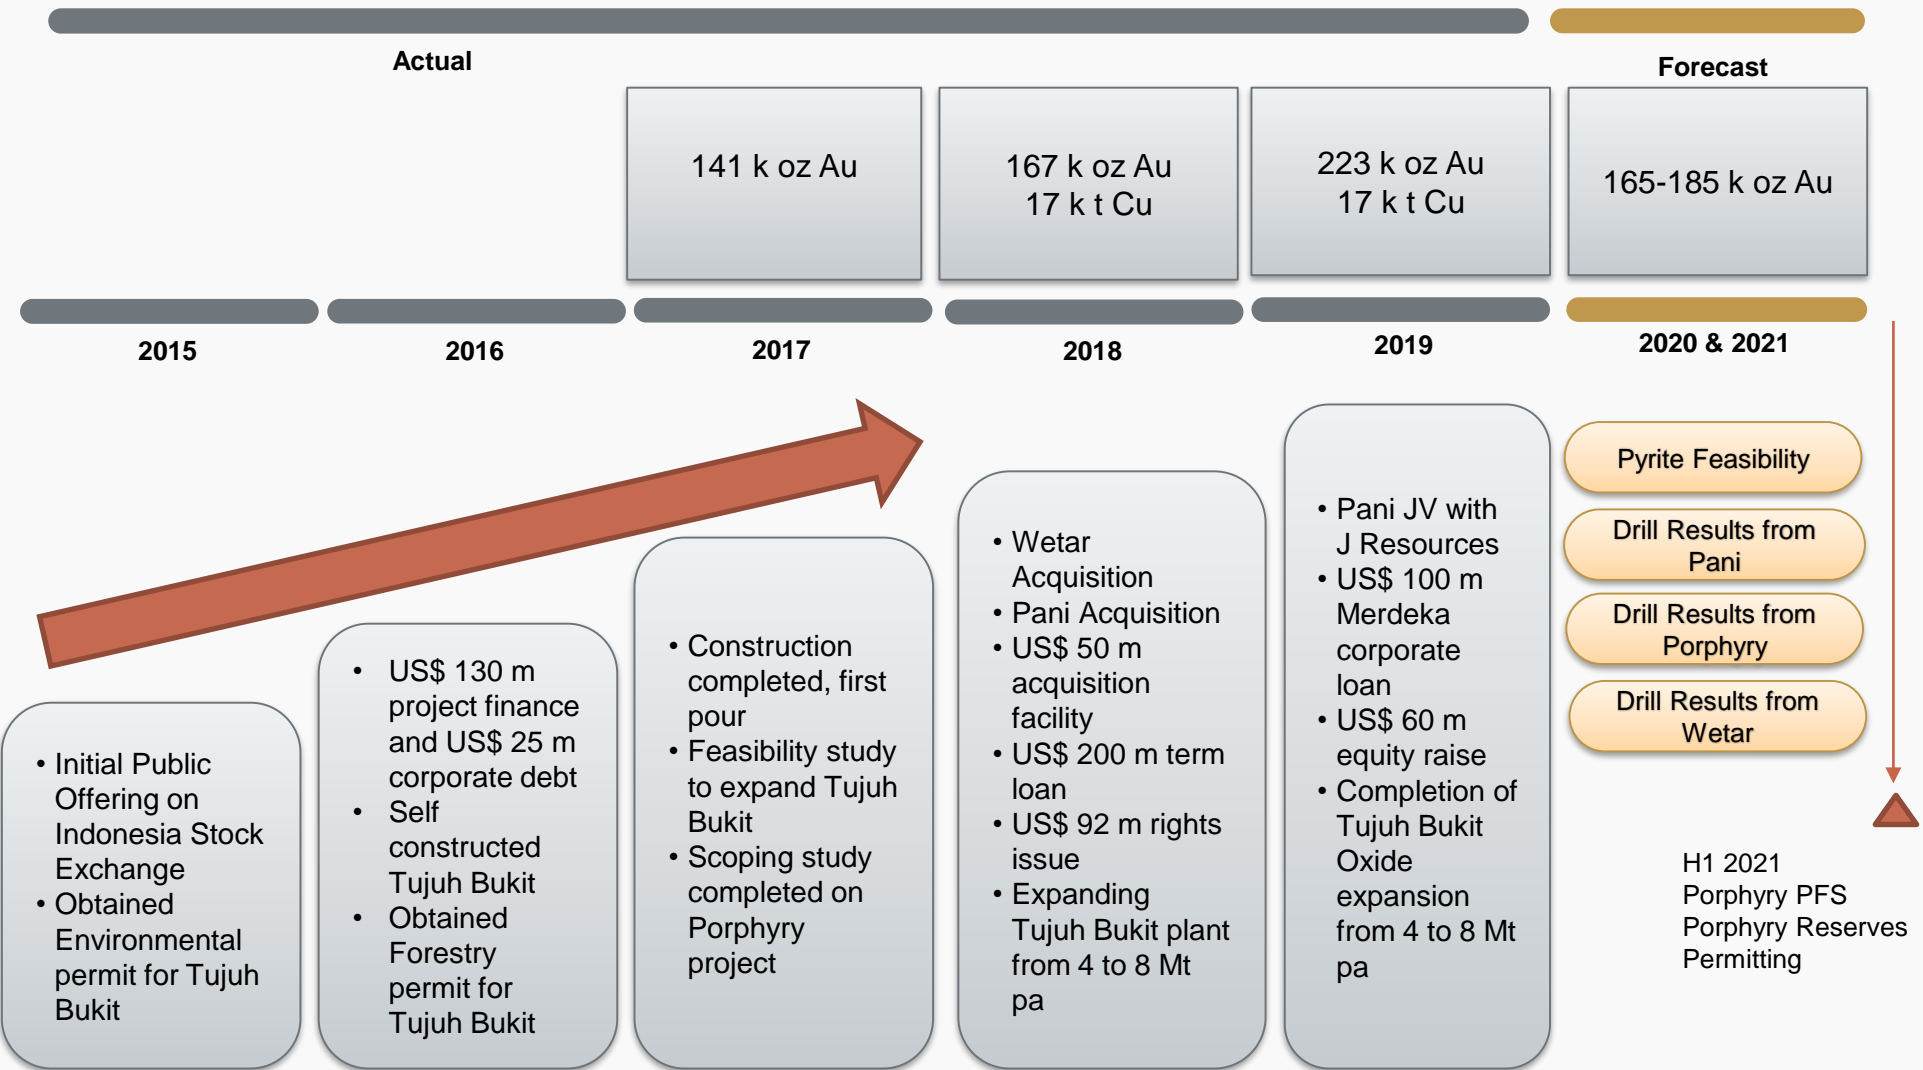 Actual
Forecast
141 k oz Au
167 k oz Au
17 k t Cu
223 k oz Au
17 k t Cu
165-185 k oz Au
2015
2016
2017
2018
2019
2020 & 2021
• Initial Public
Offering on
Indonesia Stock
Exchange
• Obtained
Environmental
permit for Tujuh
Bukit
• US$ 130 m
project finance
and US$ 25 m
corporate debt
• Self
constructed
Tujuh Bukit
• Obtained
Forestry
permit for
Tujuh Bukit
• Construction
completed, first
pour
• Feasibility study
to expand Tujuh
Bukit
• Scoping study
completed on
Porphyry
project
• Wetar
Acquisition
• Pani Acquisition
• US$ 50 m
acquisition
facility
• US$ 200 m term
loan
• US$ 92 m rights
issue
• Expanding
Tujuh Bukit plant
from 4 to 8 Mt
pa
• Pani JV with
J Resources
• US$ 100 m
Merdeka
corporate
loan
• US$ 60 m
equity raise
• Completion of
Tujuh Bukit
Oxide
expansion
from 4 to 8 Mt
pa
Pyrite Feasibility
Drill Results from
Pani
Drill Results from
Porphyry
Drill Results from
Wetar
H1 2021
Porphyry PFS
Porphyry Reserves
Permitting